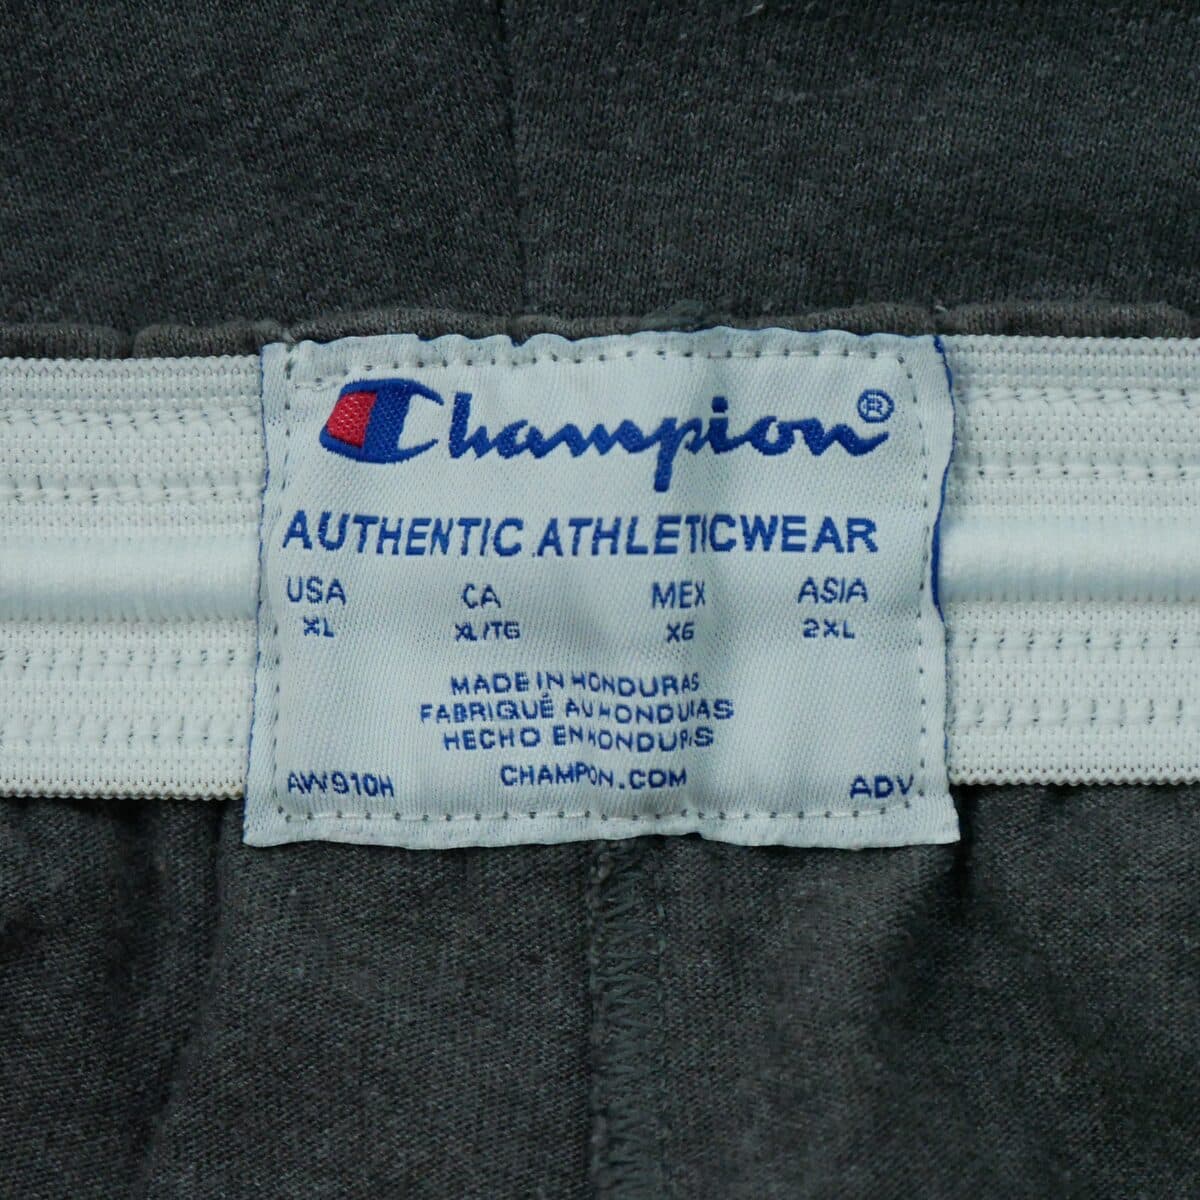 Champion®
AUTHENTIC ATHLETICWEAR
USA CA MEX ASIA
XL XL/TG XG 2XL
MADE IN HONDURAS
FABRIQUÉ AU HONDURAS
HECHO EN HONDURAS
AW910H CHAMPION.COM ADV